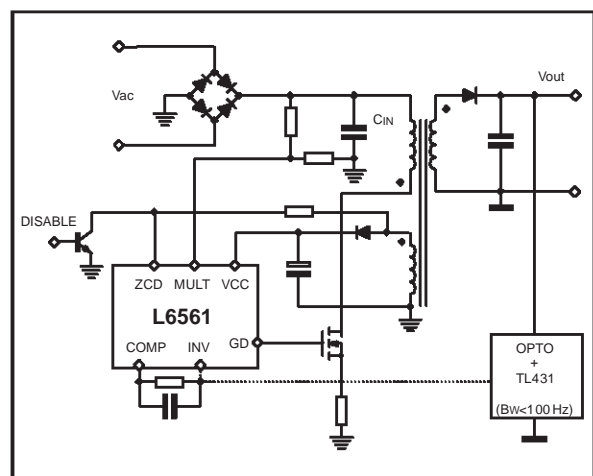 Vac
CIN
Vout
DISABLE
ZCD MULT VCC
L6561
GD
COMP INV
OPTO
+
TL431
(BW<100 Hz)